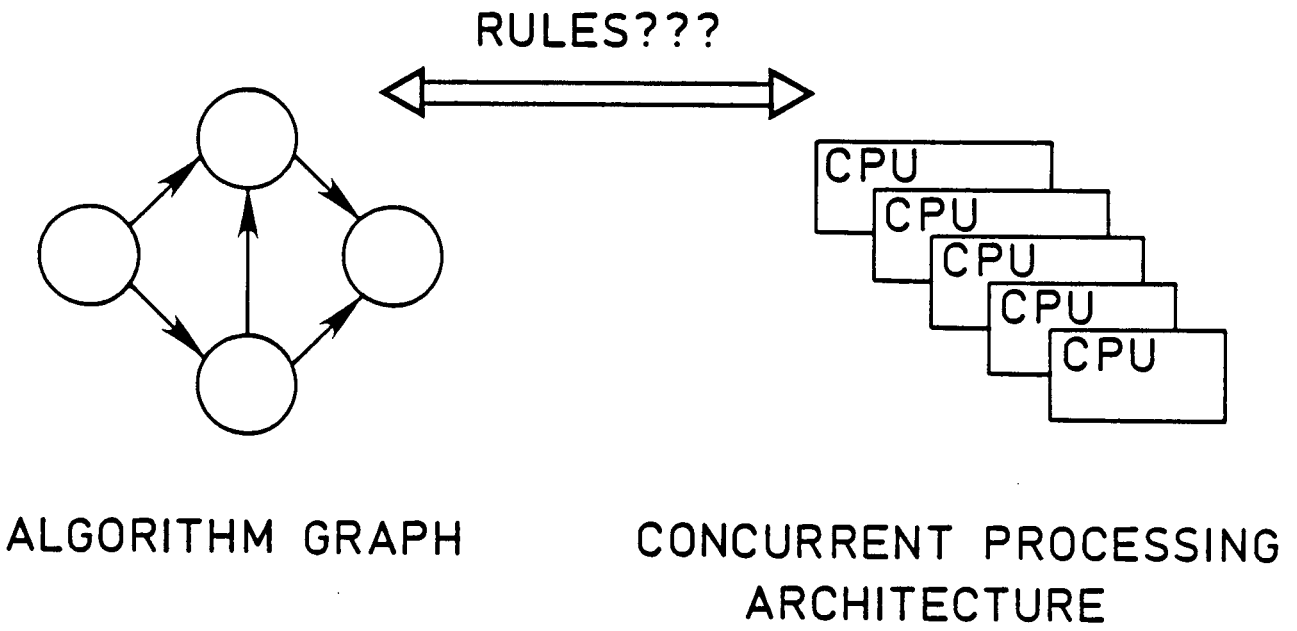 RULES???
CPU
CPU
CPU
CPU
CPU
ALGORITHM GRAPH
CONCURRENT PROCESSING
ARCHITECTURE